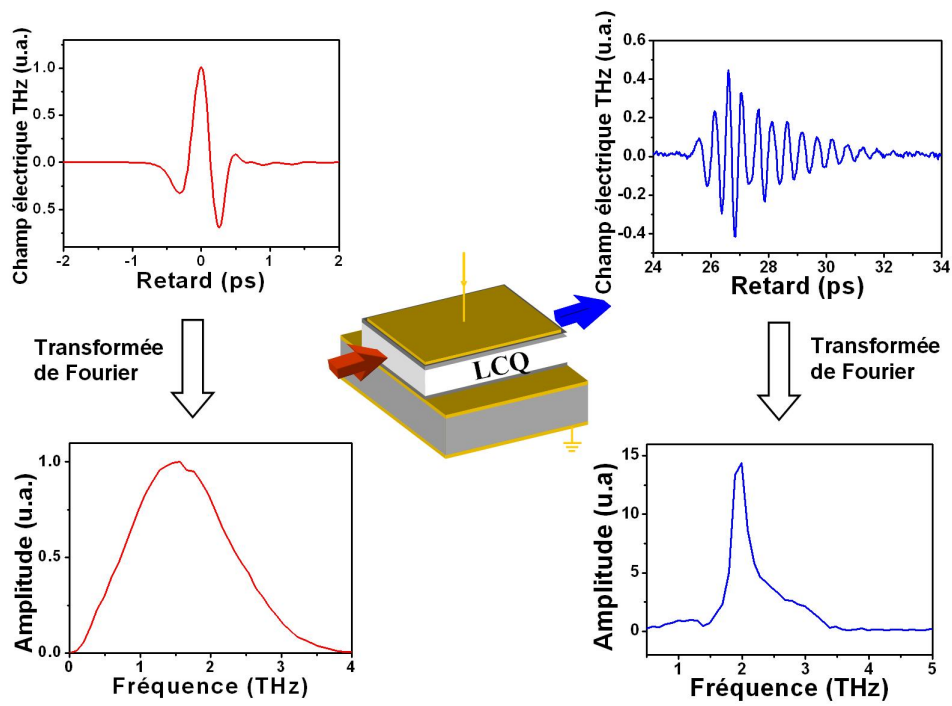 Champ électrique THz (u.a.)
1.0
0.5
0.0
0.5
-2
-1
0
1
2
Retard (ps)
Champ électrique THz (u.a.)
0.6
0.4
0.2
0.0
-0.2
-0.4
24
26
28
30
32
34
Retard (ps)
Transformée
de Fourier
LCQ
Transformée
de Fourier
Amplitude (u.a.)
1.0
0.5
0.0
0
1
2
3
4
Fréquence (THz)
Amplitude (u.a)
15
10
5
0
1
2
3
4
5
Fréquence (THz)